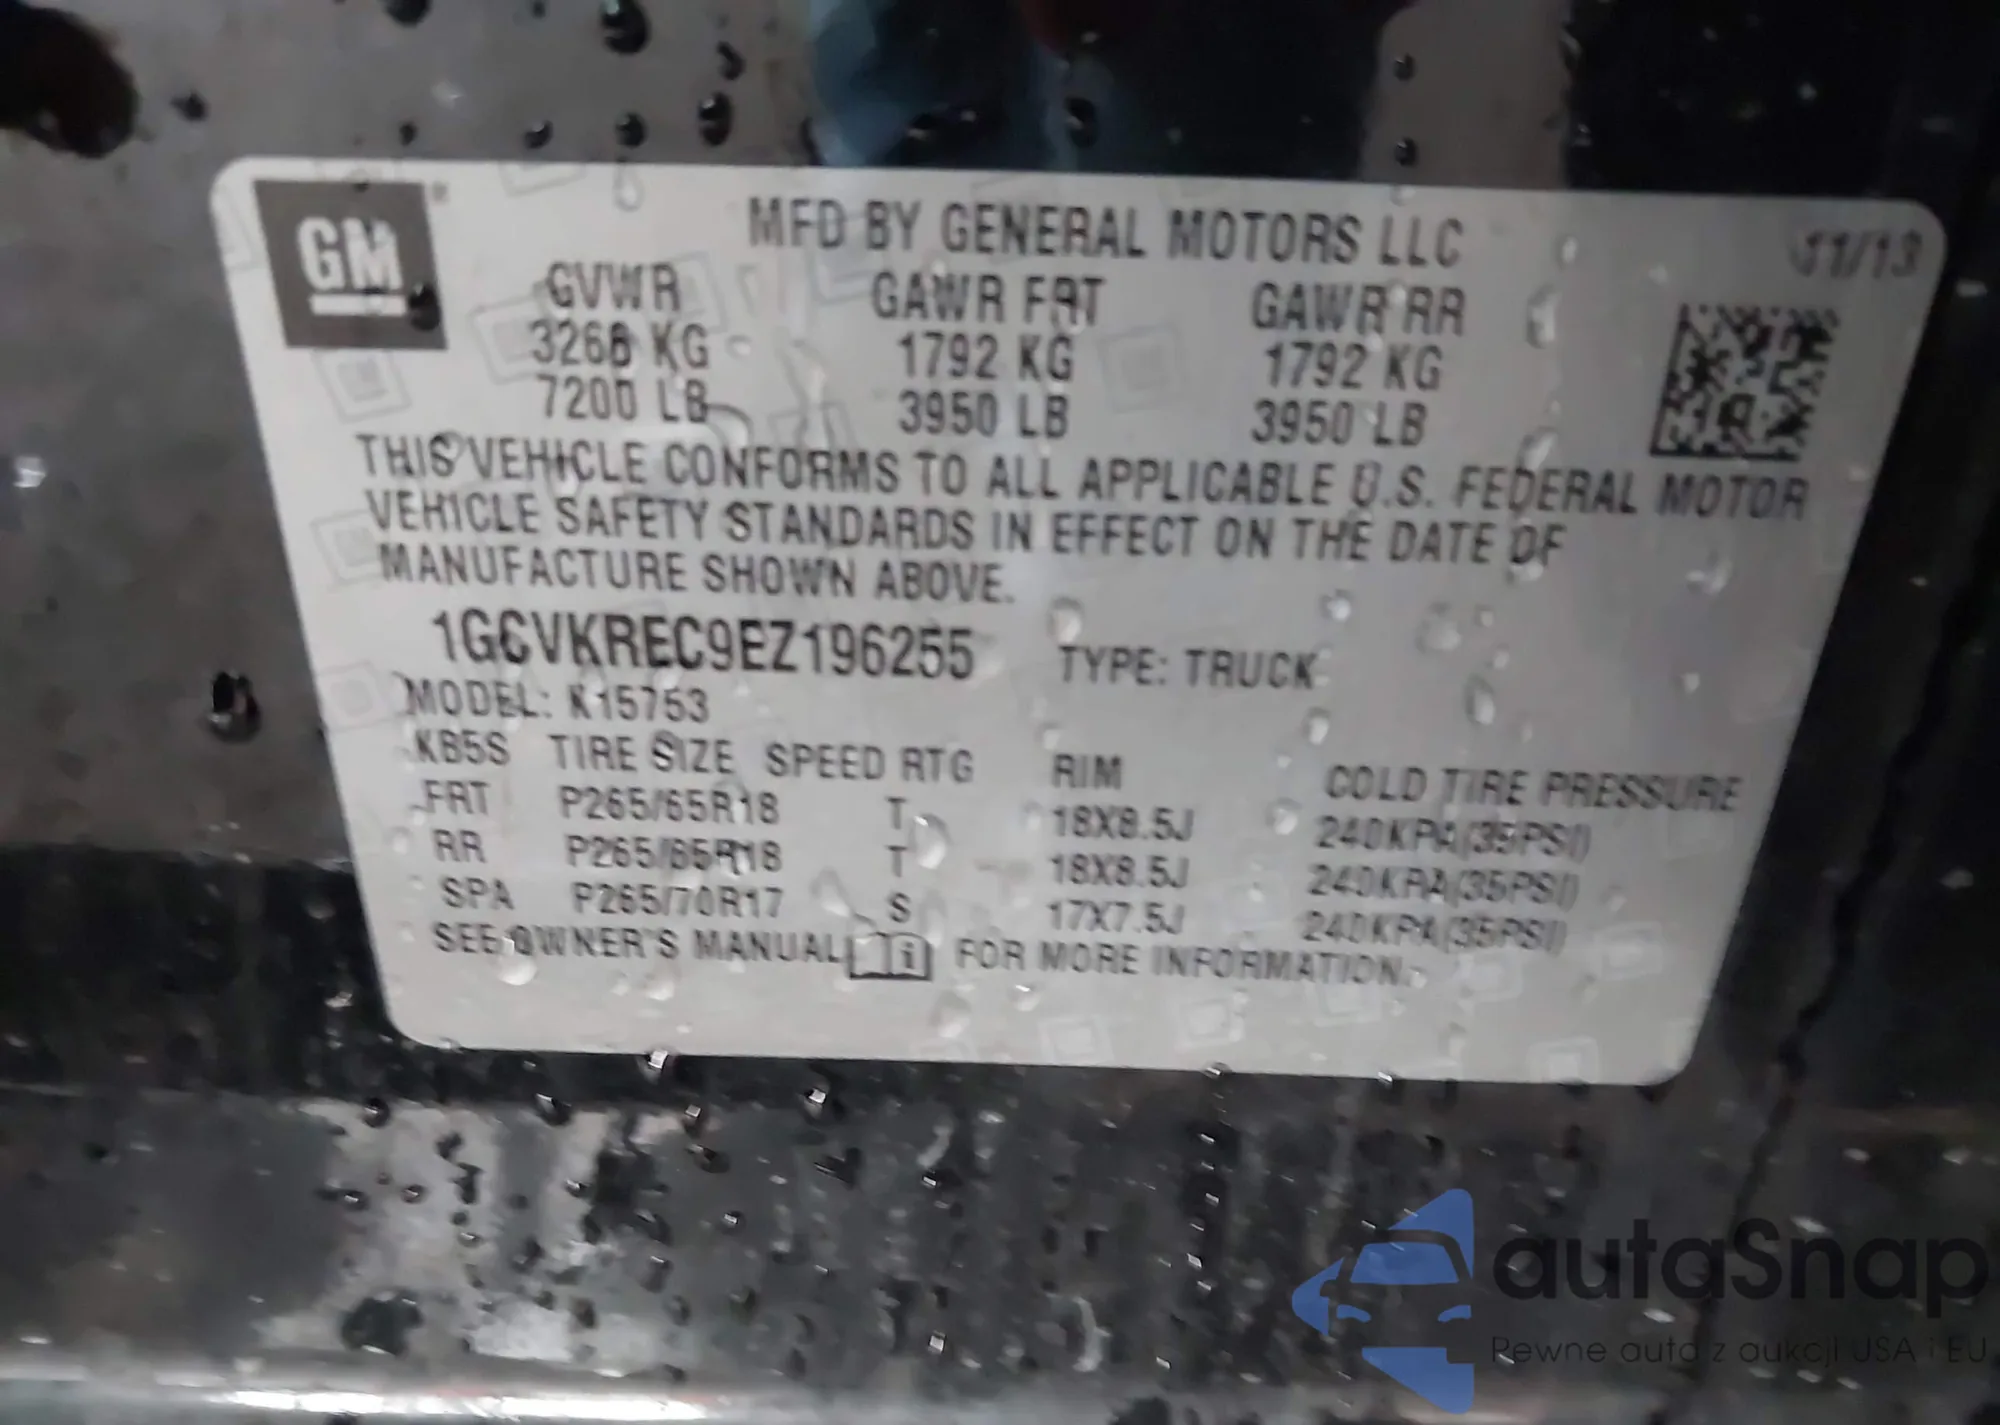 GM
MFD BY GENERAL MOTORS LLC
11/13
GVWR GAWR FRT GAWR RR
3266 KG 1792 KG 1792 KG
7200 LB 3950 LB 3950 LB
THIS VEHICLE CONFORMS TO ALL APPLICABLE U.S. FEDERAL MOTOR
VEHICLE SAFETY STANDARDS IN EFFECT ON THE DATE OF
MANUFACTURE SHOWN ABOVE.
1GCVKREC9EZ196255 TYPE: TRUCK
MODEL: K15753
KB5S TIRE SIZE SPEED RTG RIM COLD TIRE PRESSURE
FRT P265/65R18 T 18X8.5J 240KPA(35PSI)
RR P265/65R18 T 18X8.5J 240KPA(35PSI)
SPA P265/70R17 S 17X7.5J 240KPA(35PSI)
SEE OWNER'S MANUAL FOR MORE INFORMATION.
autaSnap
Pewne auta z aukcji USA i EU